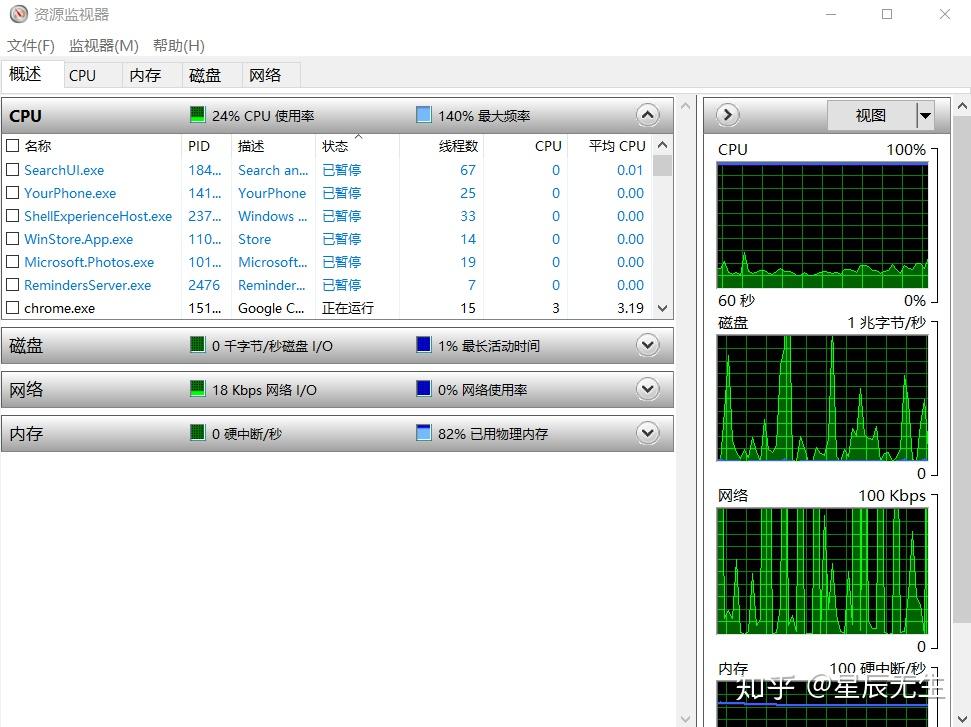 资源监视器
文件(F) 监视器(M) 帮助(H)
概述 CPU 内存 磁盘 网络
CPU 24% CPU 使用率 140% 最大频率
名称 PID 描述 状态 线程数 CPU 平均 CPU
SearchUI.exe 184... Search an... 已暂停 67 0 0.01
YourPhone.exe 141... YourPhone 已暂停 25 0 0.00
ShellExperienceHost.exe 237... Windows ... 已暂停 33 0 0.00
WinStore.App.exe 110... Store 已暂停 14 0 0.00
Microsoft.Photos.exe 101... Microsoft... 已暂停 19 0 0.00
RemindersServer.exe 2476 Reminder... 已暂停 7 0 0.00
chrome.exe 151... Google C... 正在运行 15 3 3.19
磁盘 0 千字节/秒磁盘 I/O 1% 最长活动时间
网络 18 Kbps 网络 I/O 0% 网络使用率
内存 0 硬中断/秒 82% 已用物理内存
视图
CPU 100%
60 秒 0%
磁盘 1 兆字节/秒
0
网络 100 Kbps
0
内存 100 硬中断/秒
知乎 @星辰无生